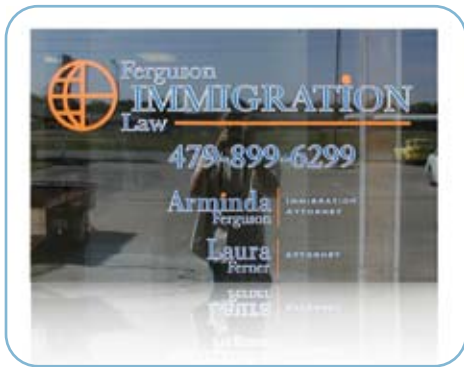 Ferguson
IMMIGRATION
Law
479-899-6299
Arminda
Ferguson
IMMIGRATION
ATTORNEY
Laura
Ferner
ATTORNEY